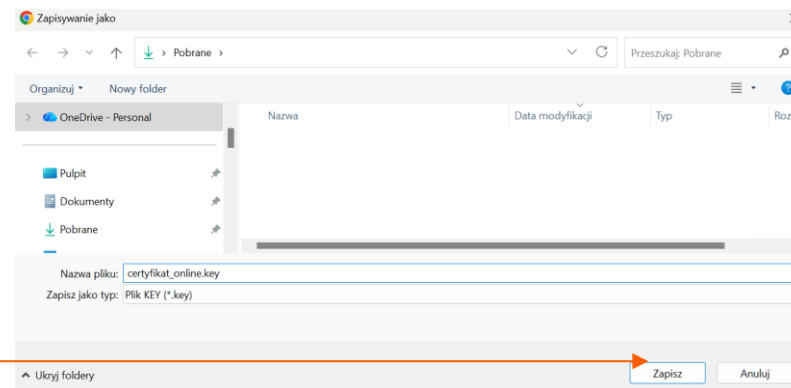 Zapisywanie jako
Pobrane
Przeszukaj: Pobrane
Organizuj
Nowy folder
OneDrive - Personal
Nazwa
Data modyfikacji
Typ
Roz
Pulpit
Dokumenty
Pobrane
Nazwa pliku: certyfikat_online.key
Zapisz jako typ: Plik KEY (*.key)
Ukryj foldery
Zapisz
Anuluj